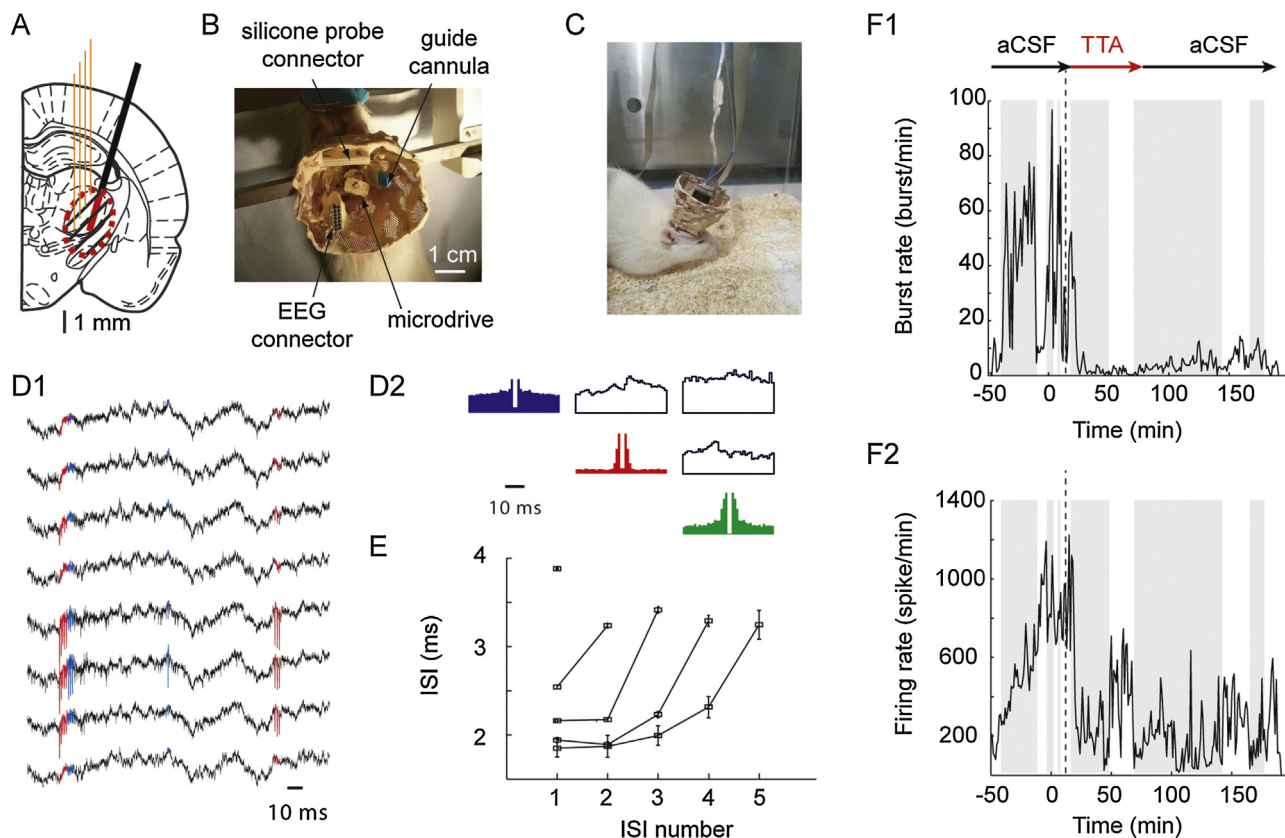 A
1 mm
B
silicone probe
connector
guide
cannula
EEG
connector
microdrive
1 cm
C
D1
10 ms
D2
10 ms
E
4
3
2
ISI (ms)
1 2 3 4 5
ISI number
F1
aCSF TTA aCSF
100
80
60
40
20
0
Burst rate (burst/min)
-50 0 50 100 150
Time (min)
F2
1400
1000
600
200
Firing rate (spike/min)
-50 0 50 100 150
Time (min)